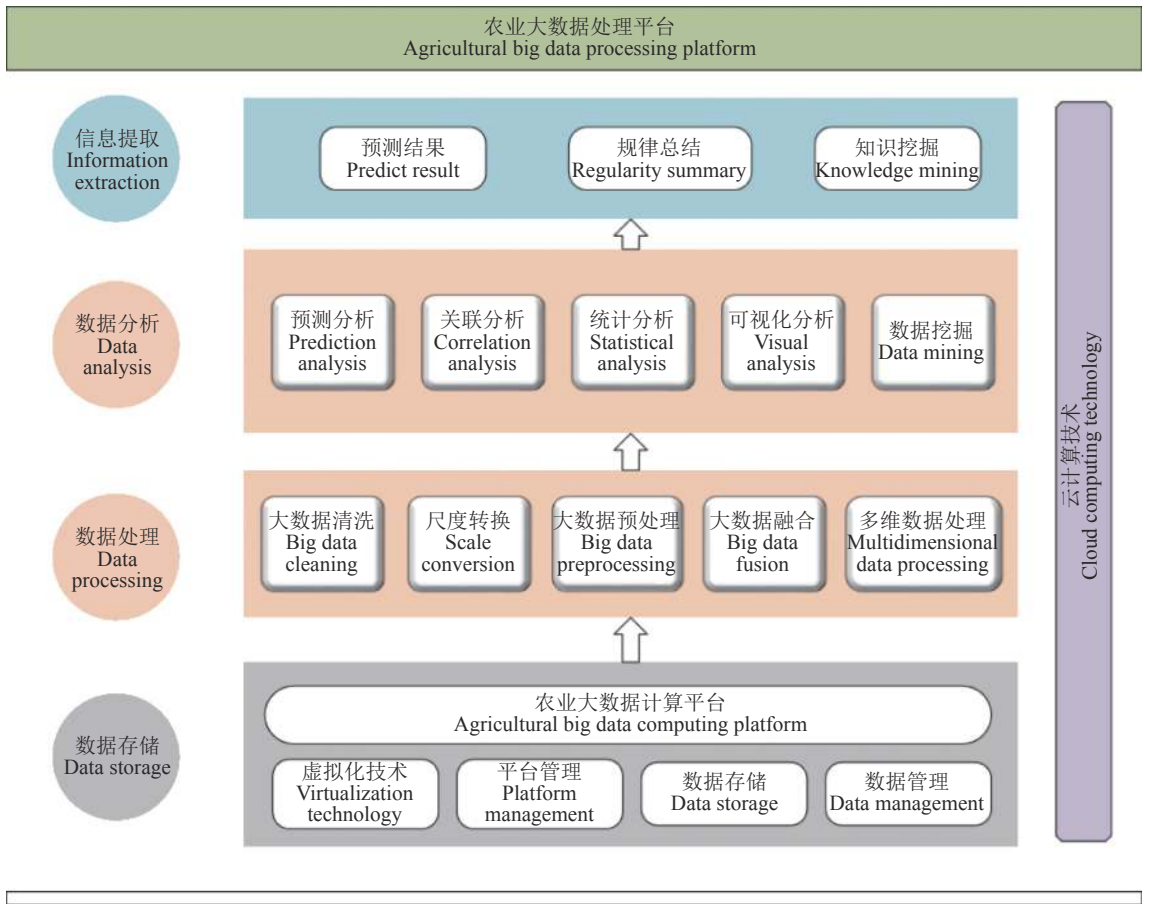 农业大数据处理平台
Agricultural big data processing platform
信息提取
Information
extraction
预测结果
Predict result
规律总结
Regularity summary
知识挖掘
Knowledge mining
数据分析
Data
analysis
预测分析
Prediction
analysis
关联分析
Correlation
analysis
统计分析
Statistical
analysis
可视化分析
Visual
analysis
数据挖掘
Data mining
数据处理
Data
processing
大数据清洗
Big data
cleaning
尺度转换
Scale
conversion
大数据预处理
Big data
preprocessing
大数据融合
Big data
fusion
多维数据处理
Multidimensional
data processing
数据存储
Data storage
农业大数据计算平台
Agricultural big data computing platform
虚拟化技术
Virtualization
technology
平台管理
Platform
management
数据存储
Data storage
数据管理
Data management
云计算技术
Cloud computing technology